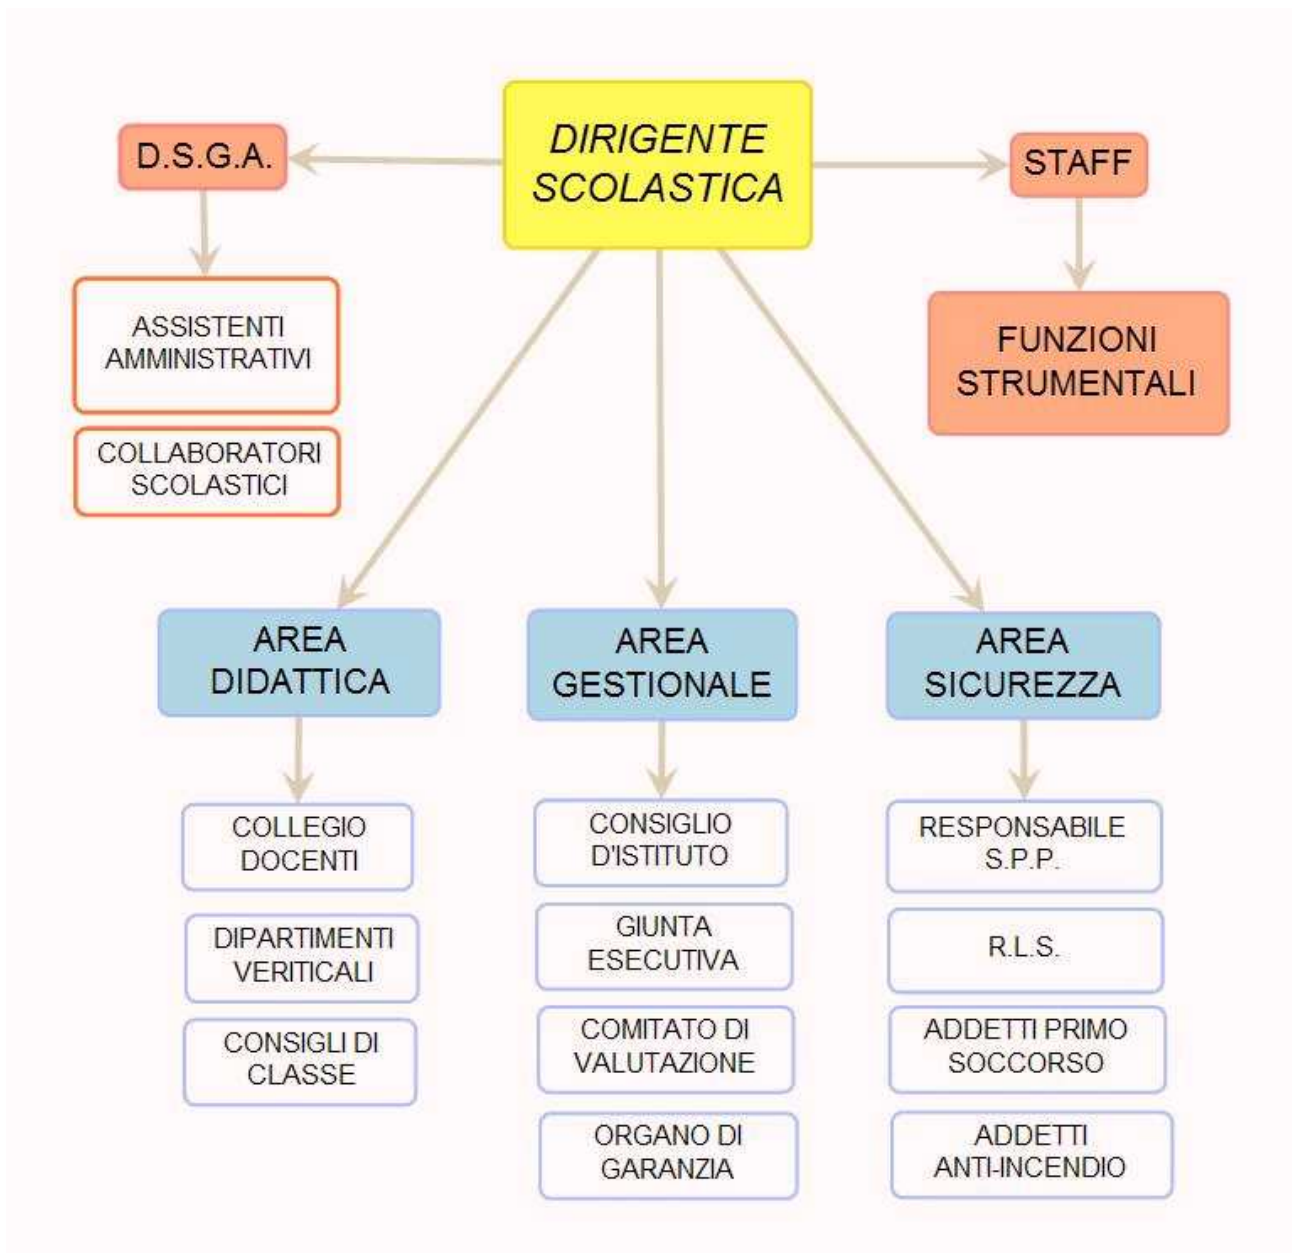 DIRIGENTE
SCOLASTICA
D.S.G.A.
STAFF
ASSISTENTI
AMMINISTRATIVI
COLLABORATORI
SCOLASTICI
FUNZIONI
STRUMENTALI
AREA
DIDATTICA
AREA
GESTIONALE
AREA
SICUREZZA
COLLEGIO
DOCENTI
DIPARTIMENTI
VERITICALI
CONSIGLI DI
CLASSE
CONSIGLIO
D'ISTITUTO
GIUNTA
ESECUTIVA
COMITATO DI
VALUTAZIONE
ORGANO DI
GARANZIA
RESPONSABILE
S.P.P.
R.L.S.
ADDETTI PRIMO
SOCCORSO
ADDETTI
ANTI-INCENDIO